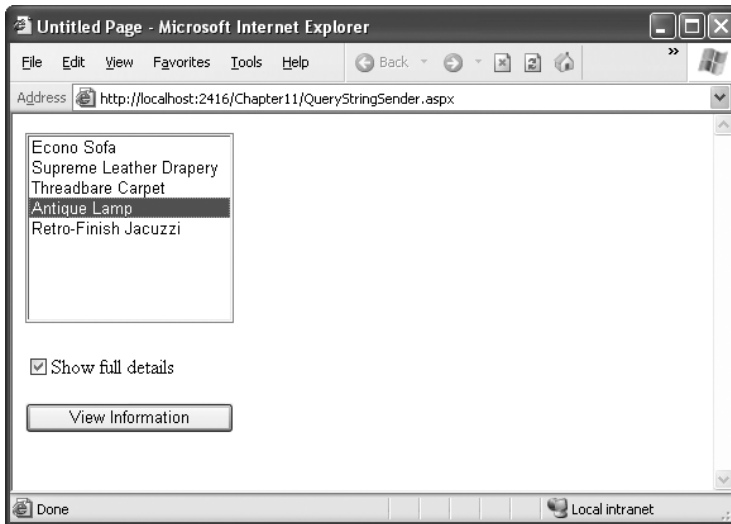 Untitled Page - Microsoft Internet Explorer
File Edit View Favorites Tools Help Back »
Address http://localhost:2416/Chapter11/QueryStringSender.aspx
Econo Sofa
Supreme Leather Drapery
Threadbare Carpet
Antique Lamp
Retro-Finish Jacuzzi
Show full details
View Information
Done Local intranet